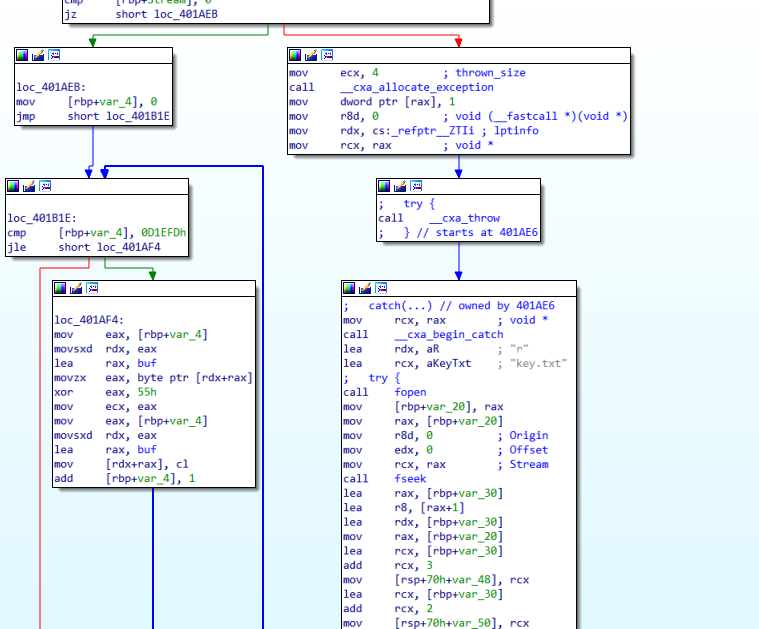 cmp     [rbp+Stream], 0
jz      short loc_401AEB
loc_401AEB:
mov     [rbp+var_4], 0
jmp     short loc_401B1E
mov     ecx, 4          ; thrown_size
call    __cxa_allocate_exception
mov     dword ptr [rax], 1
mov     r8d, 0          ; void (__fastcall *)(void *)
mov     rdx, cs:_refptr__ZTIi ; lptinfo
mov     rcx, rax        ; void *
;   try {
call    __cxa_throw
;   } // starts at 401AE6
loc_401B1E:
cmp     [rbp+var_4], 0D1EFDh
jle     short loc_401AF4
loc_401AF4:
mov     eax, [rbp+var_4]
movsxd  rdx, eax
lea     rax, buf
movzx   eax, byte ptr [rdx+rax]
xor     eax, 55h
mov     ecx, eax
mov     eax, [rbp+var_4]
movsxd  rdx, eax
lea     rax, buf
mov     [rdx+rax], cl
add     [rbp+var_4], 1
;   catch(...) // owned by 401AE6
mov     rcx, rax        ; void *
call    __cxa_begin_catch
lea     rdx, aR         ; "r"
lea     rcx, aKeyTxt    ; "key.txt"
;   try {
call    fopen
mov     [rbp+var_20], rax
mov     rax, [rbp+var_20]
mov     r8d, 0          ; Origin
mov     edx, 0          ; Offset
mov     rcx, rax        ; Stream
call    fseek
lea     rax, [rbp+var_30]
lea     r8, [rax+1]
lea     rdx, [rbp+var_30]
mov     rax, [rbp+var_20]
lea     rcx, [rbp+var_30]
add     rcx, 3
mov     [rsp+70h+var_48], rcx
lea     rcx, [rbp+var_30]
add     rcx, 2
mov     [rsp+70h+var_50], rcx